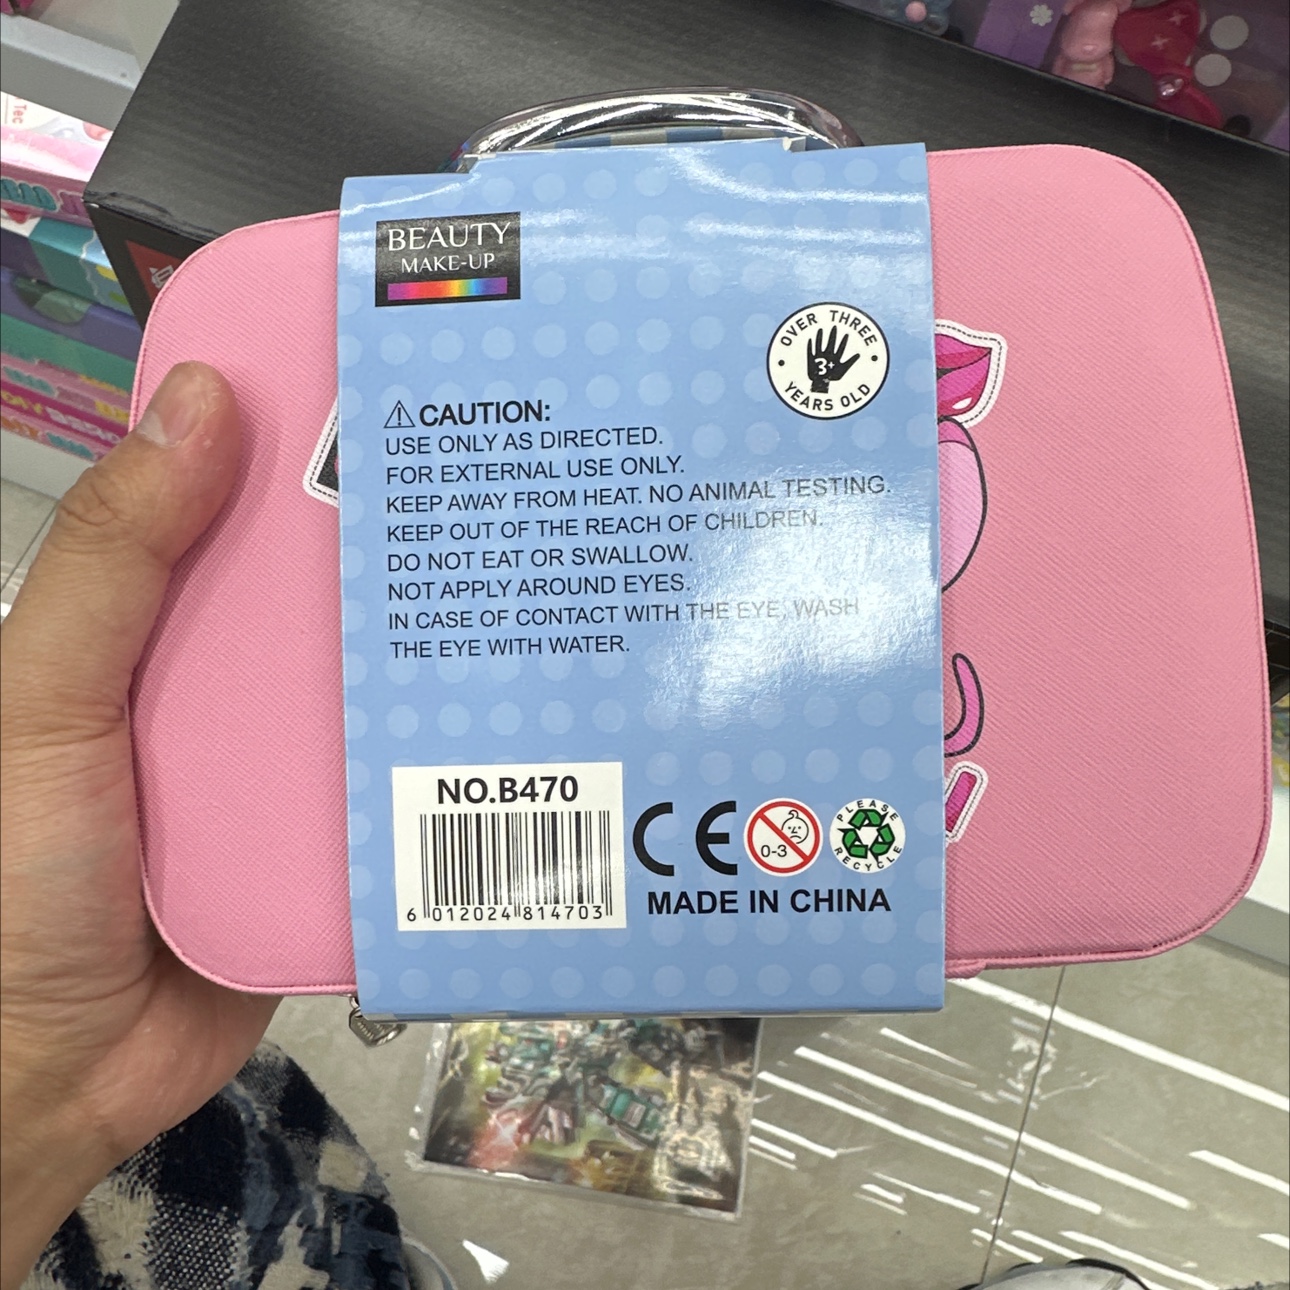 BEAUTY
MAKE-UP
OVER THREE
3+
YEARS OLD
CAUTION:
USE ONLY AS DIRECTED.
FOR EXTERNAL USE ONLY.
KEEP AWAY FROM HEAT. NO ANIMAL TESTING.
KEEP OUT OF THE REACH OF CHILDREN.
DO NOT EAT OR SWALLOW.
NOT APPLY AROUND EYES.
IN CASE OF CONTACT WITH THE EYE, WASH
THE EYE WITH WATER.
NO.B470
6 012024 814703
CE
0-3
PLEASE
RECYCLE
MADE IN CHINA
Tec